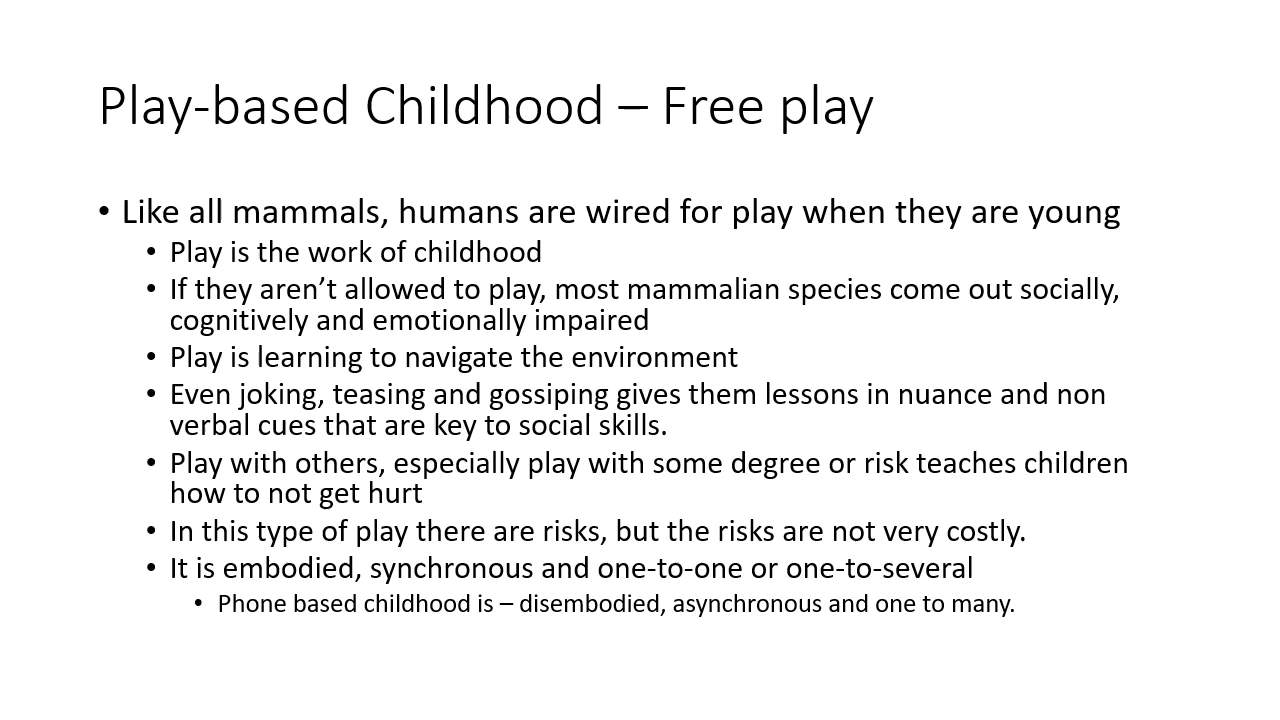 Play-based Childhood – Free play
• Like all mammals, humans are wired for play when they are young
• Play is the work of childhood
• If they aren’t allowed to play, most mammalian species come out socially,
cognitively and emotionally impaired
• Play is learning to navigate the environment
• Even joking, teasing and gossiping gives them lessons in nuance and non
verbal cues that are key to social skills.
• Play with others, especially play with some degree or risk teaches children
how to not get hurt
• In this type of play there are risks, but the risks are not very costly.
• It is embodied, synchronous and one-to-one or one-to-several
• Phone based childhood is – disembodied, asynchronous and one to many.